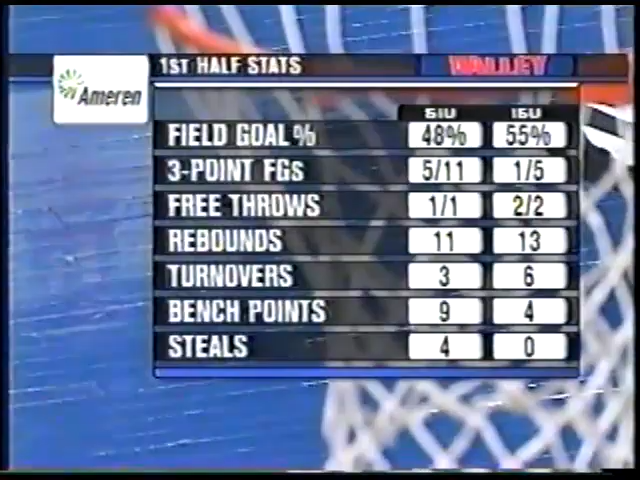 1ST HALF STATS VALLEY
Ameren
SIU ISU
FIELD GOAL% 48% 55%
3-POINT FGs 5/11 1/5
FREE THROWS 1/1 2/2
REBOUNDS 11 13
TURNOVERS 3 6
BENCH POINTS 9 4
STEALS 4 0